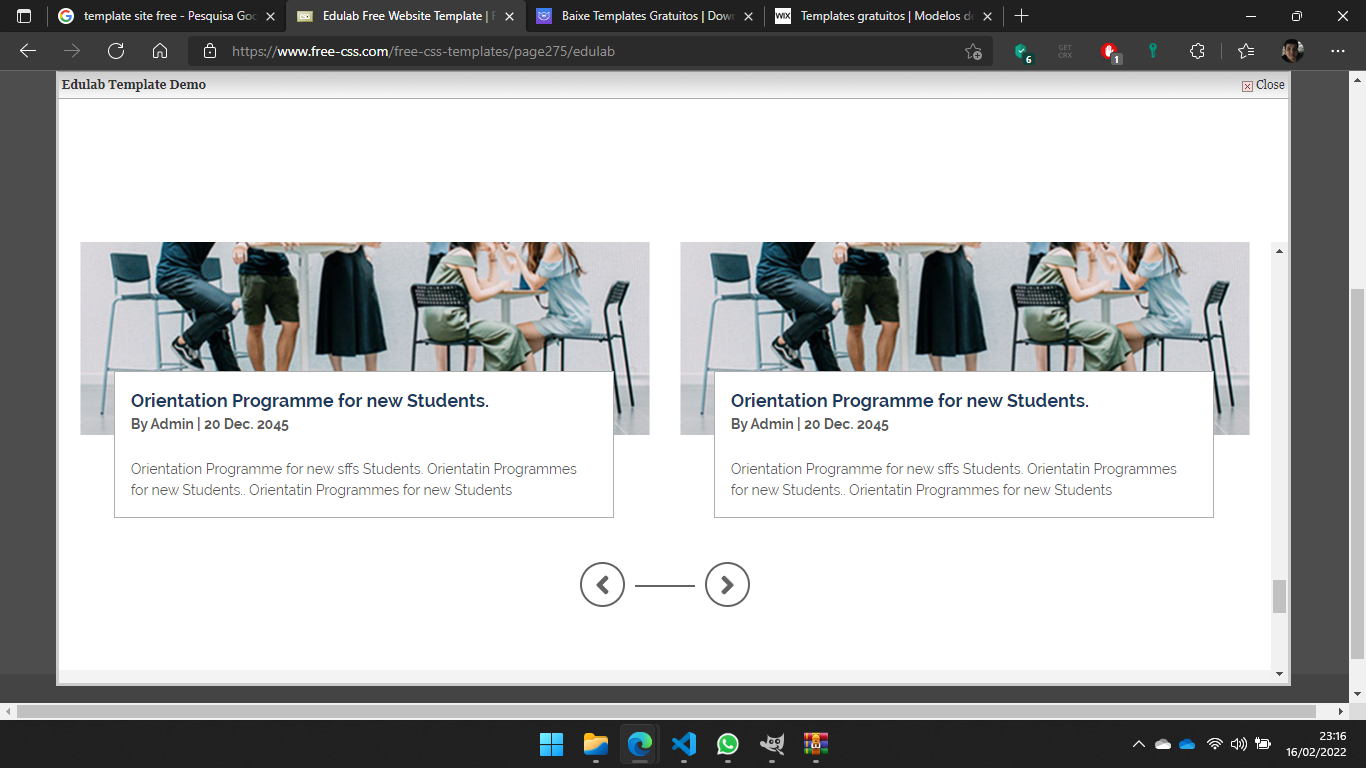 template site free - Pesquisa Goo
Edulab Free Website Template | F
Baixe Templates Gratuitos | Dow
Templates gratuitos | Modelos de
https://www.free-css.com/free-css-templates/page275/edulab
6
GET
CRX
1
Edulab Template Demo
Close
Orientation Programme for new Students.
By Admin | 20 Dec. 2045
Orientation Programme for new sffs Students. Orientatin Programmes
for new Students.. Orientatin Programmes for new Students
Orientation Programme for new Students.
By Admin | 20 Dec. 2045
Orientation Programme for new sffs Students. Orientatin Programmes
for new Students.. Orientatin Programmes for new Students
23:16
16/02/2022